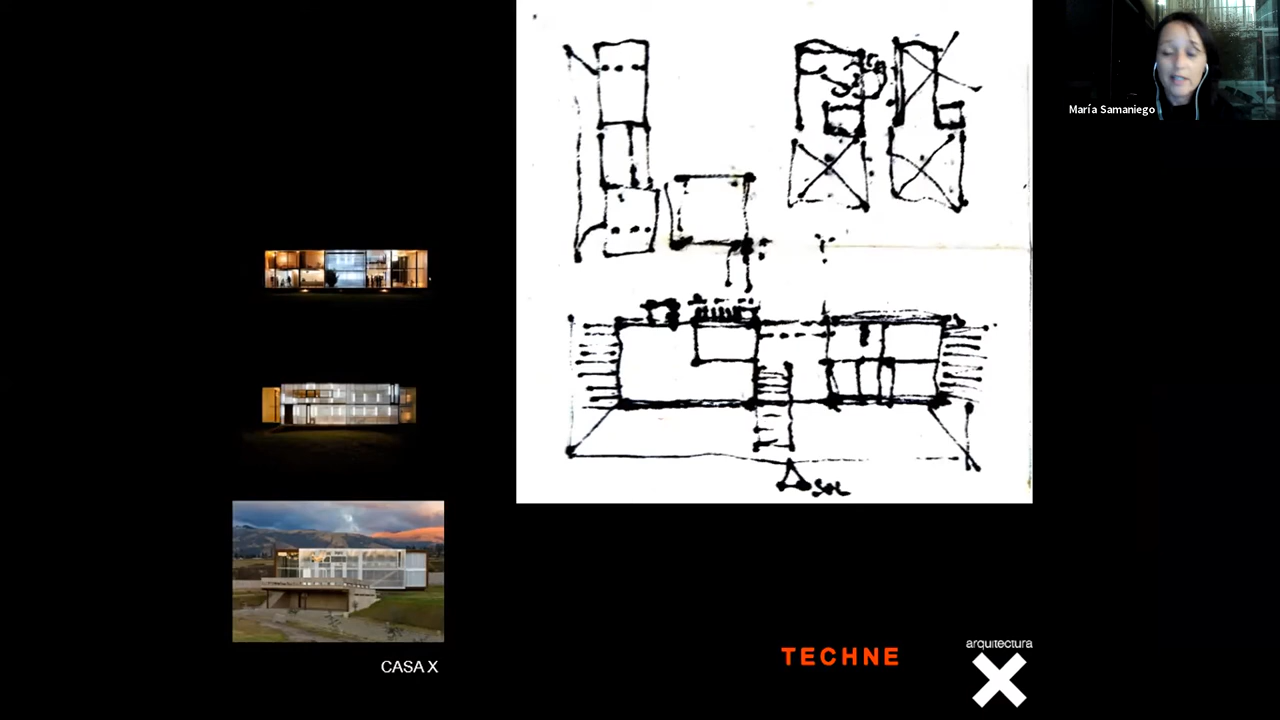 María Samaniego
SOL
CASA X
TECHNE
arquitectura
X